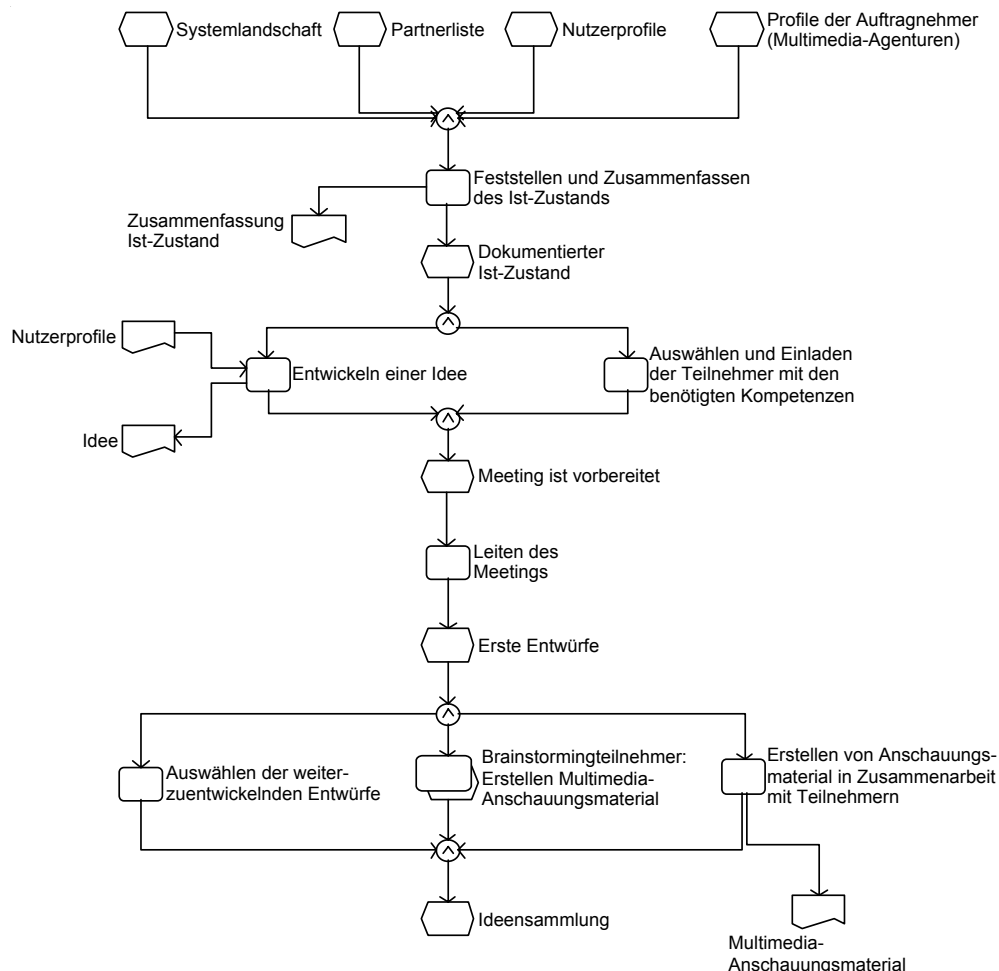 Systemlandschaft
Partnerliste
Nutzerprofile
Profile der Auftragnehmer
(Multimedia-Agenturen)
Feststellen und Zusammenfassen
des Ist-Zustands
Zusammenfassung
Ist-Zustand
Dokumentierter
Ist-Zustand
Nutzerprofile
Entwickeln einer Idee
Auswählen und Einladen
der Teilnehmer mit den
benötigten Kompetenzen
Idee
Meeting ist vorbereitet
Leiten des
Meetings
Erste Entwürfe
Auswählen der weiter-
zuentwickelnden Entwürfe
Brainstormingteilnehmer:
Erstellen Multimedia-
Anschauungsmaterial
Erstellen von Anschauungs-
material in Zusammenarbeit
mit Teilnehmern
Ideensammlung
Multimedia-
Anschauungsmaterial